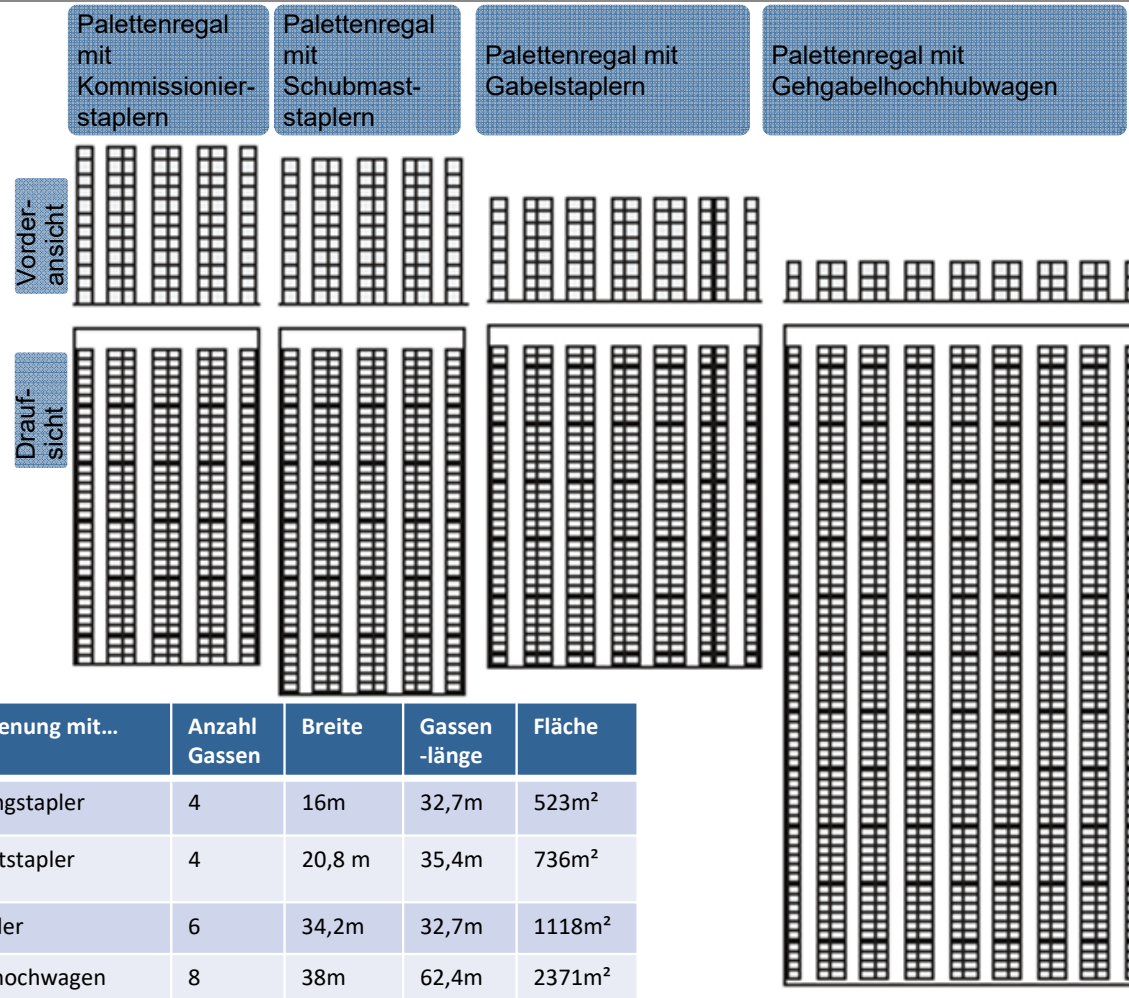 Palettenregal
mit
Kommissionier-
staplern
Palettenregal
mit
Schubmast-
staplern
Palettenregal mit
Gabelstaplern
Palettenregal mit
Gehgabelhochhubwagen
Vorder-
ansicht
Drauf-
sicht
enung mit... Anzahl Gassen Breite Gassen -länge Fläche
ngstapler 4 16m 32,7m 523m²
tstapler 4 20,8 m 35,4m 736m²
ler 6 34,2m 32,7m 1118m²
hochwagen 8 38m 62,4m 2371m²